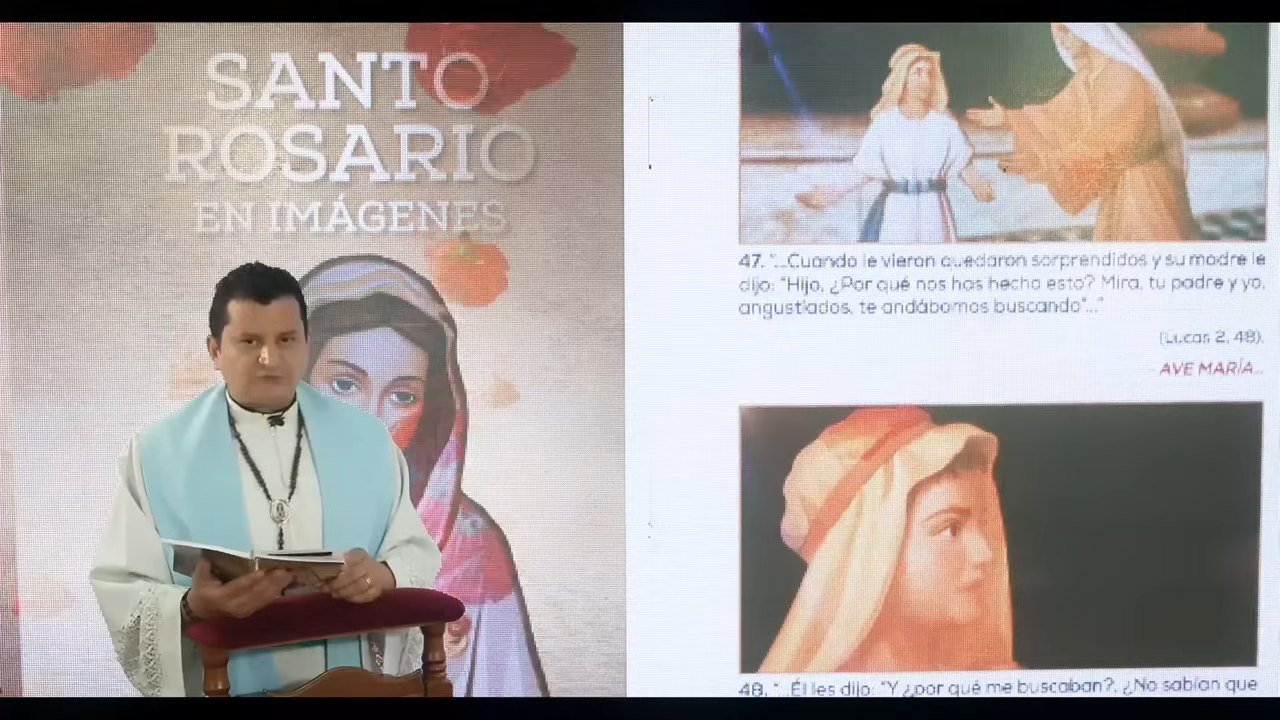 SANTO
ROSARIO
EN IMÁGENES
47. "...Cuando le vieron quedaron sorprendidos y su madre le
dijo: "Hijo, ¿Por qué nos has hecho esto? Mira, tu padre y yo,
angustiados, te andábamos buscando"..."
(Lucas 2, 48).
- AVE MARÍA...
48. "...Él les dijo: "Y ¿por qué me buscaban?, ¿No sabían que